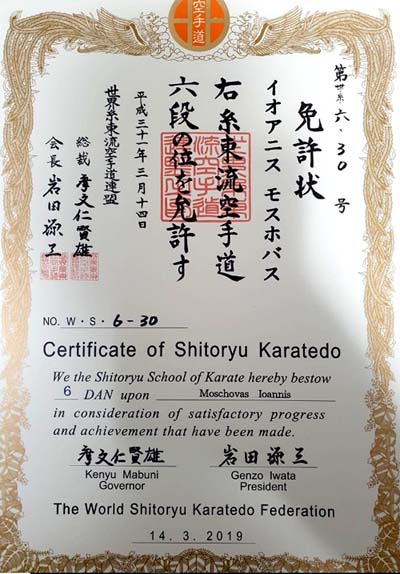 空手道
第世糸六・30号
免許状
イオアニス モスホバス
右糸東流空手道
六段の位を免許す
平成三十一年三月十四日
世界糸東流空手道連盟
総裁 摩文仁賢雄
会長 岩田源三
NO. W・S・6-30
Certificate of Shitoryu Karatedo
We the Shitoryu School of Karate hereby bestow
6 DAN upon Moschovas Ioannis
in consideration of satisfactory progress
and achievement that have been made.
摩文仁賢雄 岩田源三
Kenyu Mabuni Genzo Iwata
Governor President
The World Shitoryu Karatedo Federation
14. 3. 2019